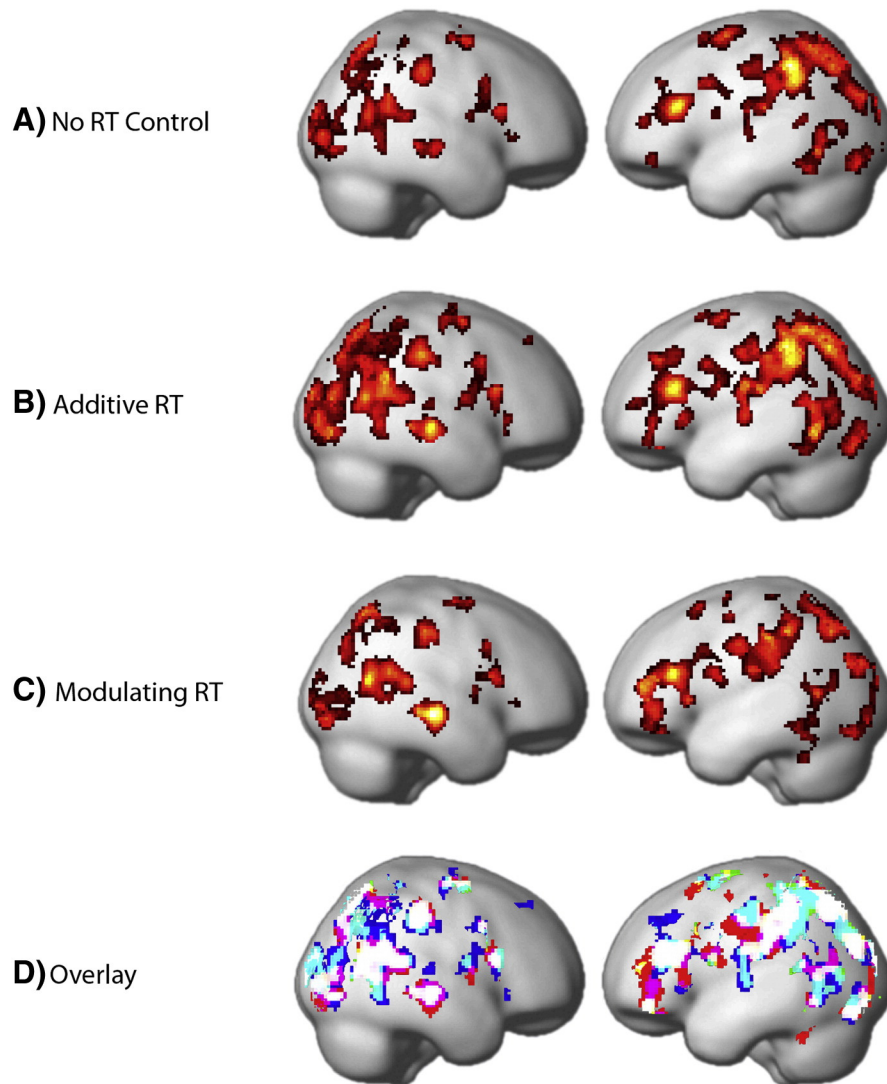 A) No RT Control
B) Additive RT
C) Modulating RT
D) Overlay